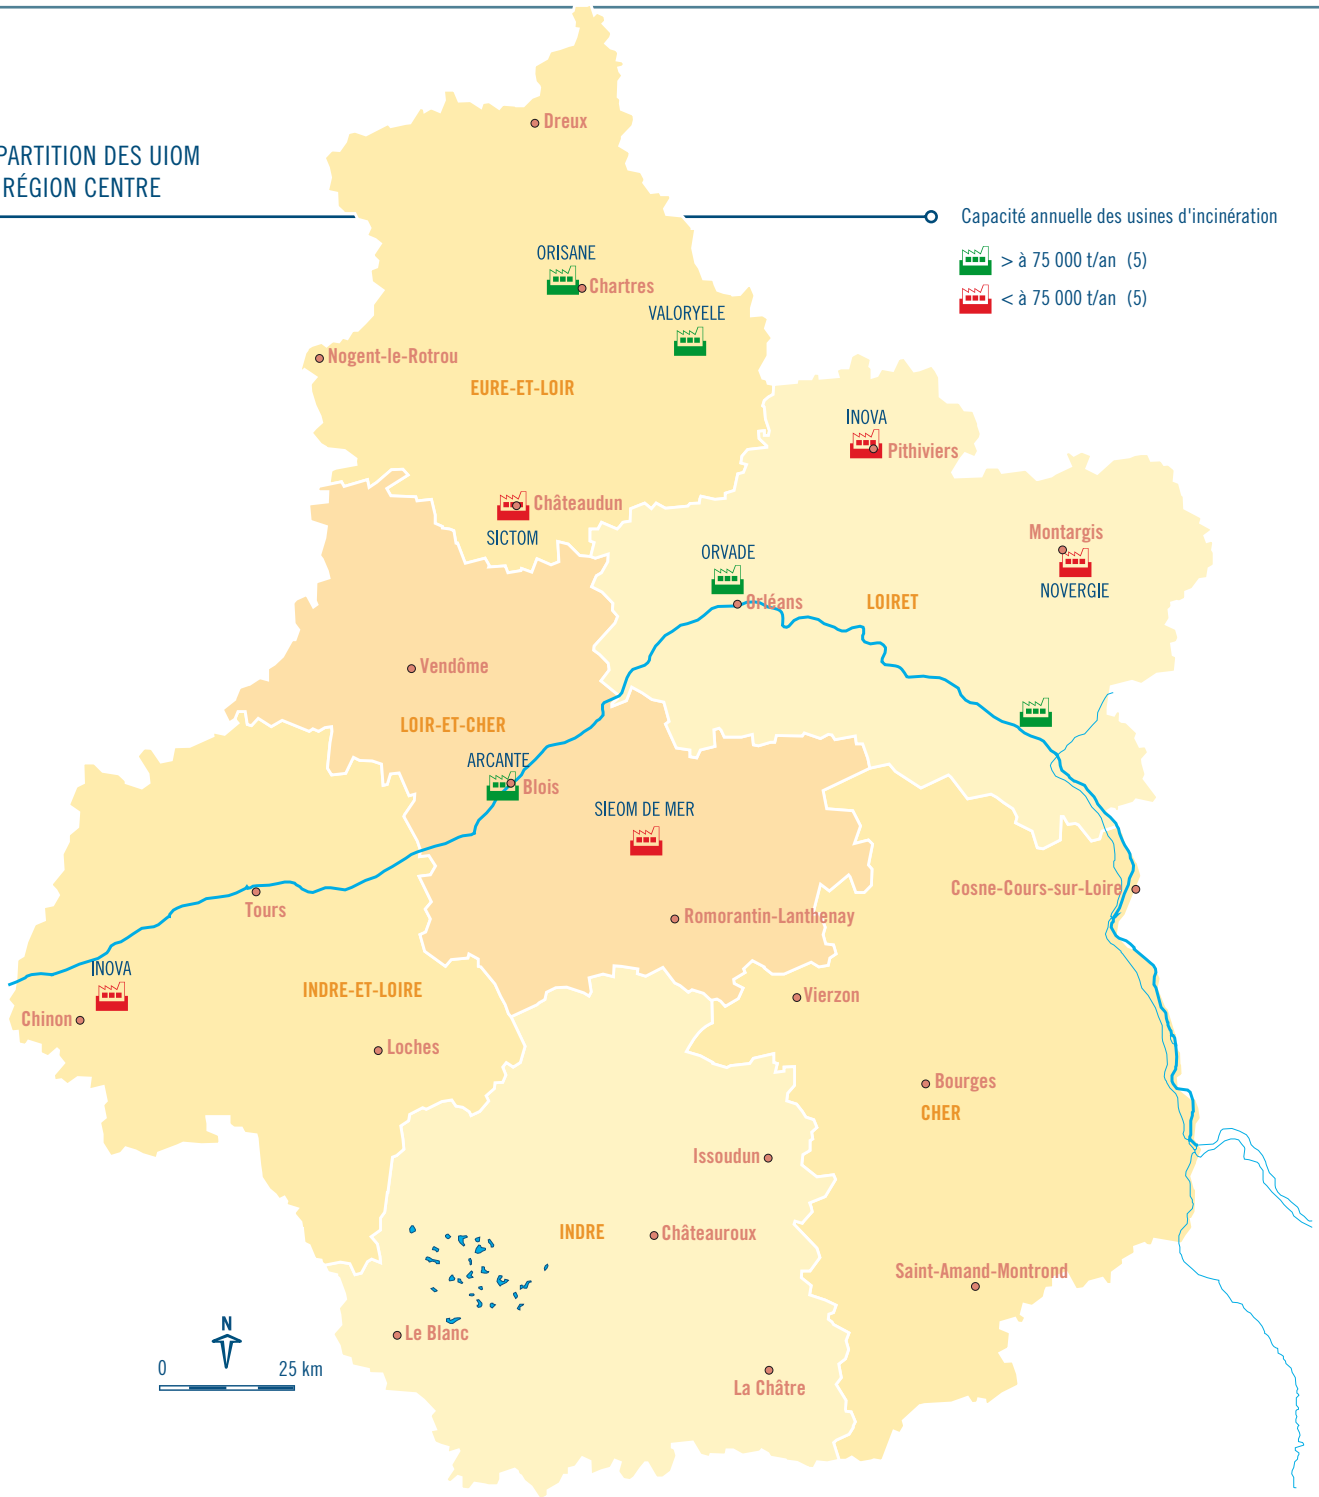 Dreux
PARTITION DES UIOM
RÉGION CENTRE
Capacité annuelle des usines d'incinération
> à 75 000 t/an (5)
< à 75 000 t/an (5)
ORISANE
Chartres
VALORYELE
Nogent-le-Rotrou
EURE-ET-LOIR
INOVA
Pithiviers
Châteaudun
SICTOM
Montargis
NOVERGIE
ORVADE
Orléans
LOIRET
Vendôme
LOIR-ET-CHER
ARCANTE
Blois
SIEOM DE MER
Cosne-Cours-sur-Loire
Tours
Romorantin-Lanthenay
INOVA
INDRE-ET-LOIRE
Vierzon
Chinon
Loches
Bourges
CHER
Issoudun
INDRE
Châteauroux
Saint-Amand-Montrond
N
Le Blanc
0 25 km
La Châtre